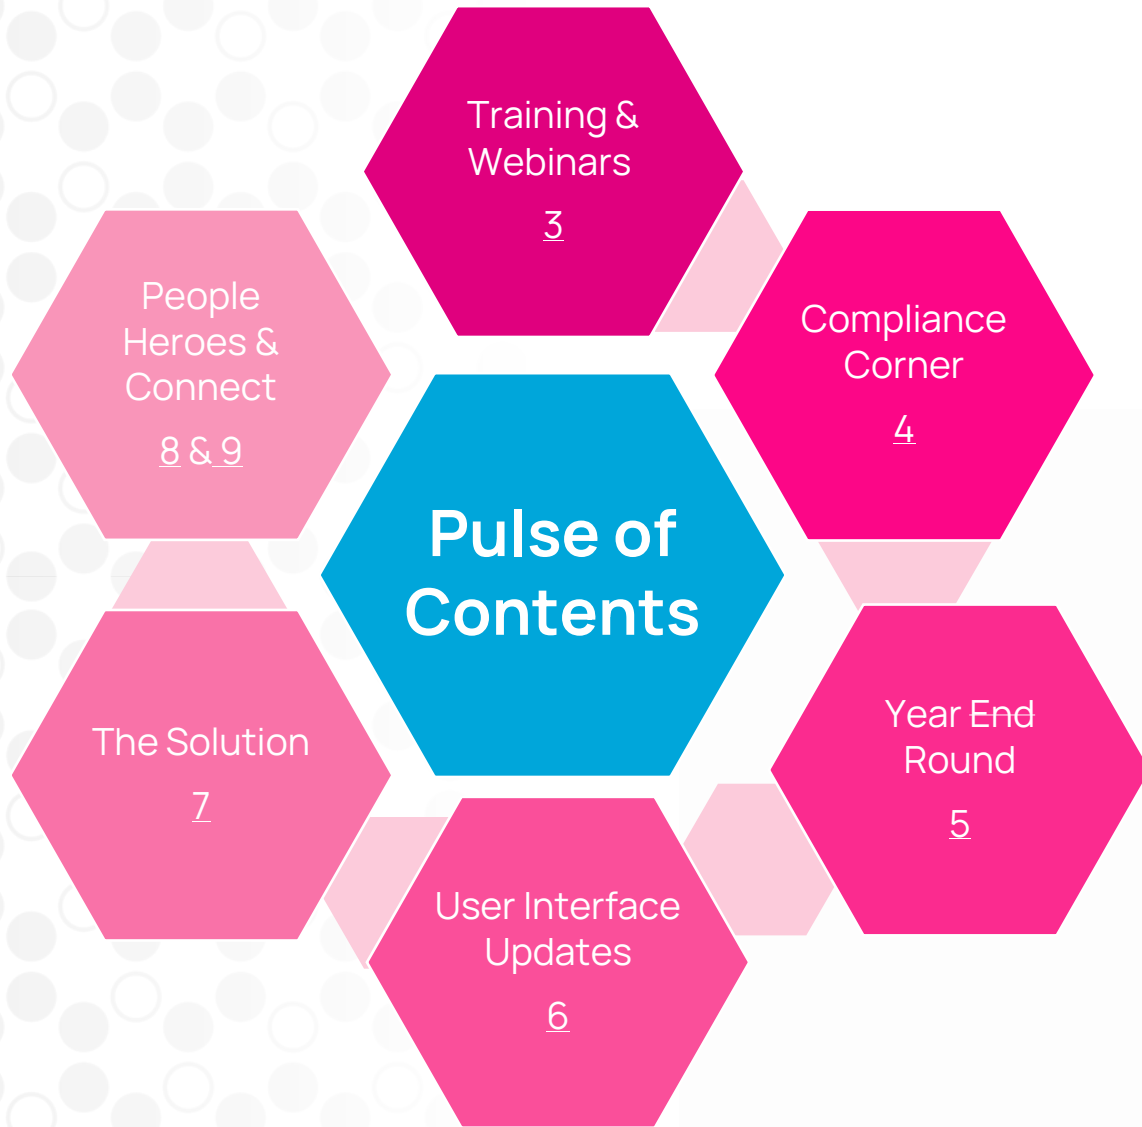 Training &
Webinars
3
Compliance
Corner
4
Year End
Round
5
User Interface
Updates
6
The Solution
7
People
Heroes &
Connect
8 & 9
Pulse of
Contents